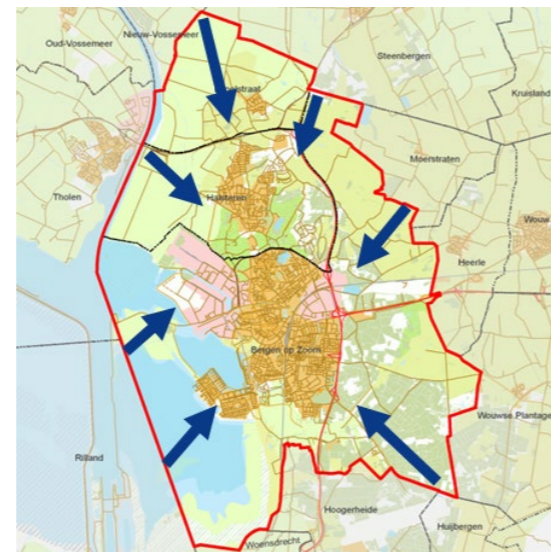 Nieuw-Vossemeer
Oud-Vossemeer
Steenbergen
Kruisland
Moerstraten
Tholen
Halsteren
Wouw
Heerle
Bergen op Zoom
Wouwse Plantage
Rilland
Hoogerheide
Huijbergen
Woensdrecht